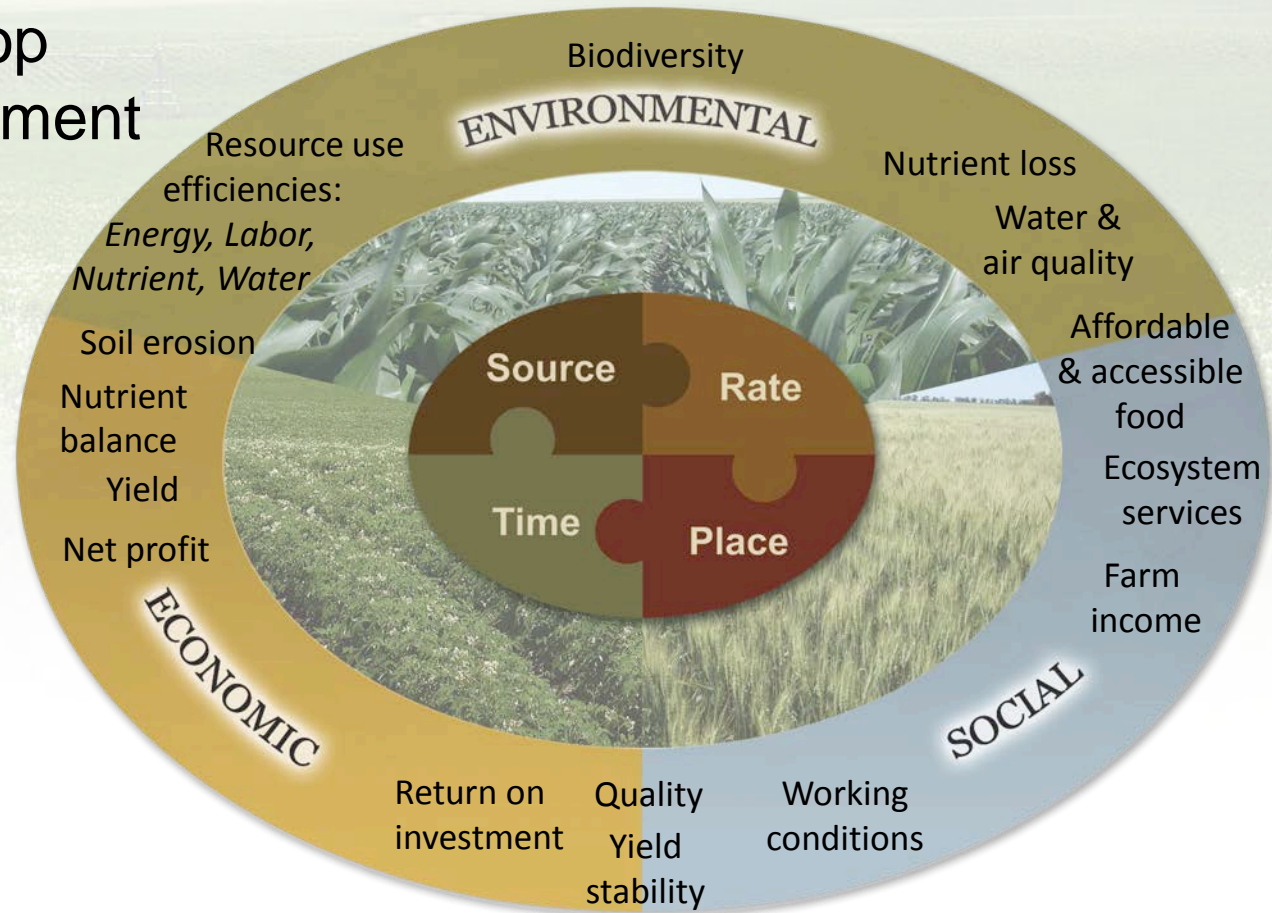 op
ment
Biodiversity
ENVIRONMENTAL
Resource use
efficiencies:
Energy, Labor,
Nutrient, Water
Nutrient loss
Water &
air quality
Soil erosion
Nutrient
balance
Yield
Net profit
ECONOMIC
Source
Rate
Time
Place
Affordable
& accessible
food
Ecosystem
services
Farm
income
SOCIAL
Return on
investment
Quality
Yield
stability
Working
conditions